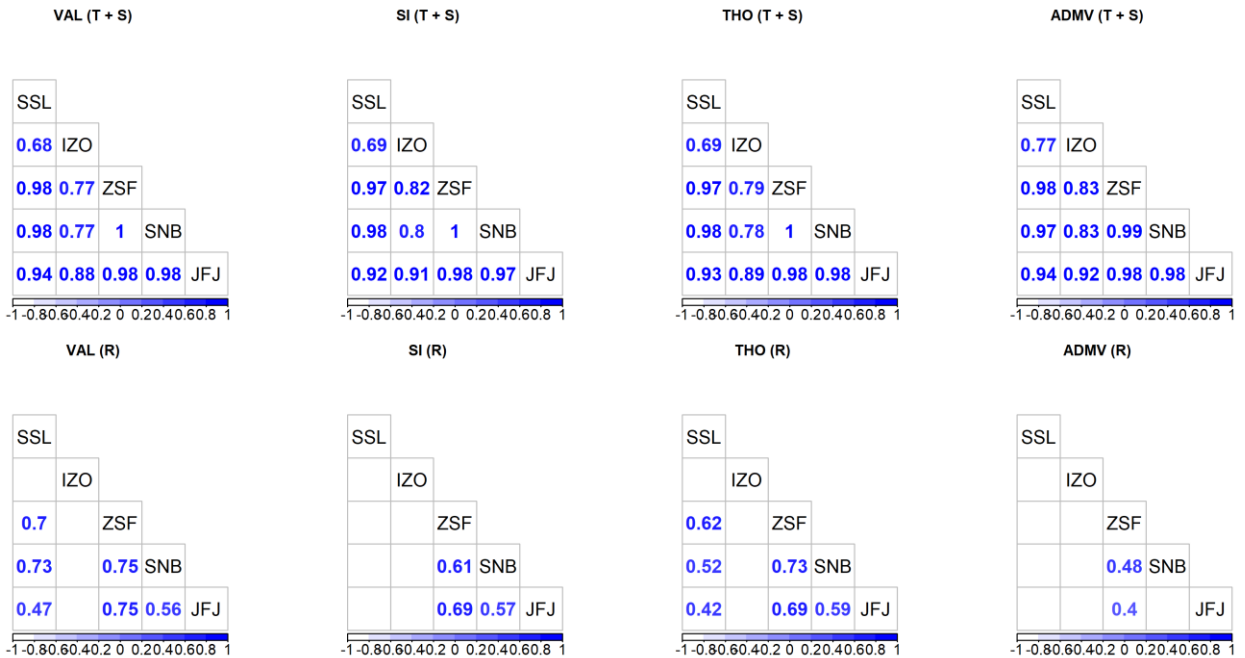 VAL (T + S) SI (T + S) THO (T + S) ADMV (T + S)
SSL SSL SSL SSL
0.68 IZO 0.69 IZO 0.69 IZO 0.77 IZO
0.98 0.77 ZSF 0.97 0.82 ZSF 0.97 0.79 ZSF 0.98 0.83 ZSF
0.98 0.77 1 SNB 0.98 0.8 1 SNB 0.98 0.78 1 SNB 0.97 0.83 0.99 SNB
0.94 0.88 0.98 0.98 JFJ 0.92 0.91 0.98 0.97 JFJ 0.93 0.89 0.98 0.98 JFJ 0.94 0.92 0.98 0.98 JFJ
-1 -0.8 -0.6 -0.4 -0.2 0 0.2 0.4 0.6 0.8 1 -1 -0.8 -0.6 -0.4 -0.2 0 0.2 0.4 0.6 0.8 1 -1 -0.8 -0.6 -0.4 -0.2 0 0.2 0.4 0.6 0.8 1 -1 -0.8 -0.6 -0.4 -0.2 0 0.2 0.4 0.6 0.8 1
VAL (R) SI (R) THO (R) ADMV (R)
SSL SSL SSL SSL
IZO IZO IZO IZO
0.7 ZSF ZSF 0.62 ZSF ZSF
0.73 0.75 SNB 0.61 SNB 0.52 0.73 SNB 0.48 SNB
0.47 0.75 0.56 JFJ 0.69 0.57 JFJ 0.42 0.69 0.59 JFJ 0.4 JFJ
-1 -0.8 -0.6 -0.4 -0.2 0 0.2 0.4 0.6 0.8 1 -1 -0.8 -0.6 -0.4 -0.2 0 0.2 0.4 0.6 0.8 1 -1 -0.8 -0.6 -0.4 -0.2 0 0.2 0.4 0.6 0.8 1 -1 -0.8 -0.6 -0.4 -0.2 0 0.2 0.4 0.6 0.8 1